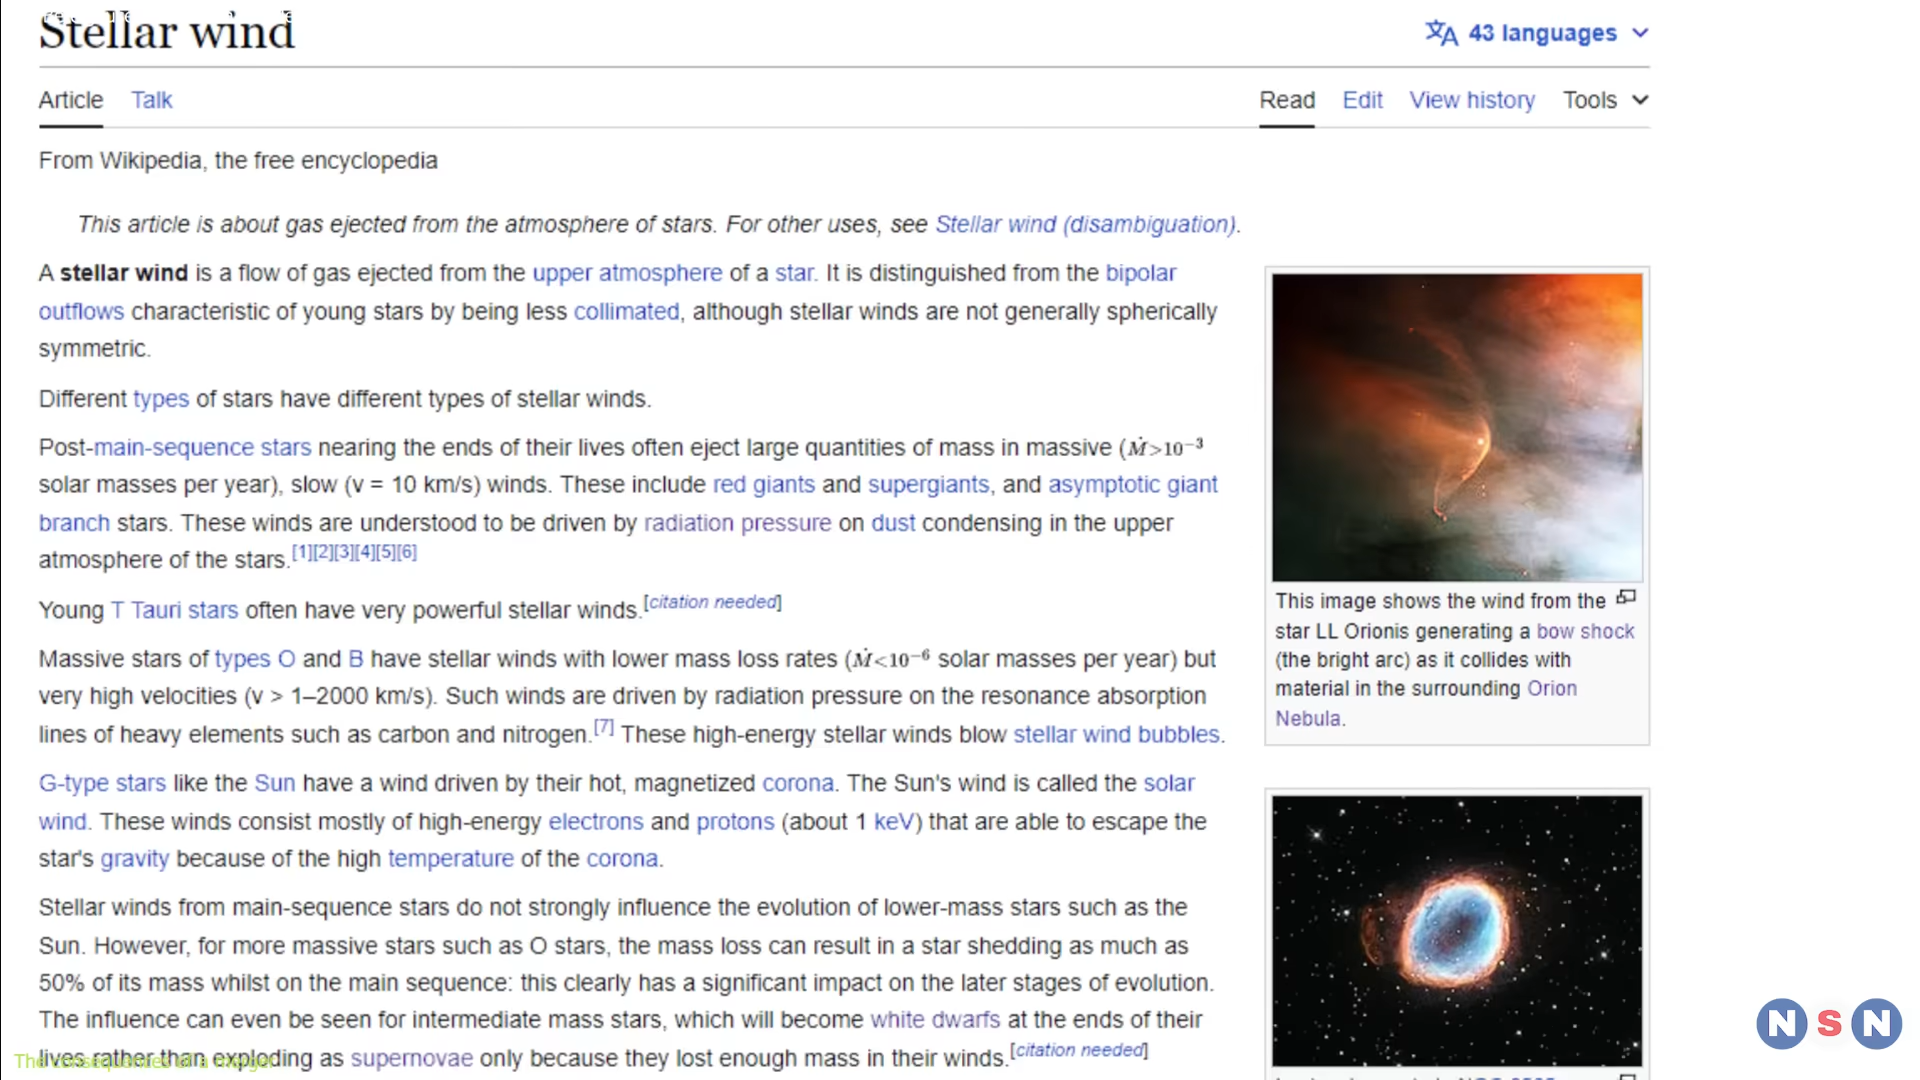 Stellar wind
43 languages
Article Talk
Read Edit View history Tools
From Wikipedia, the free encyclopedia
This article is about gas ejected from the atmosphere of stars. For other uses, see Stellar wind (disambiguation).
A stellar wind is a flow of gas ejected from the upper atmosphere of a star. It is distinguished from the bipolar
outflows characteristic of young stars by being less collimated, although stellar winds are not generally spherically
symmetric.
Different types of stars have different types of stellar winds.
Post-main-sequence stars nearing the ends of their lives often eject large quantities of mass in massive (Ṁ>10⁻³
solar masses per year), slow (v = 10 km/s) winds. These include red giants and supergiants, and asymptotic giant
branch stars. These winds are understood to be driven by radiation pressure on dust condensing in the upper
atmosphere of the stars.[1][2][3][4][5][6]
Young T Tauri stars often have very powerful stellar winds.[citation needed]
Massive stars of types O and B have stellar winds with lower mass loss rates (Ṁ<10⁻⁶ solar masses per year) but
very high velocities (v > 1–2000 km/s). Such winds are driven by radiation pressure on the resonance absorption
lines of heavy elements such as carbon and nitrogen.[7] These high-energy stellar winds blow stellar wind bubbles.
G-type stars like the Sun have a wind driven by their hot, magnetized corona. The Sun's wind is called the solar
wind. These winds consist mostly of high-energy electrons and protons (about 1 keV) that are able to escape the
star's gravity because of the high temperature of the corona.
Stellar winds from main-sequence stars do not strongly influence the evolution of lower-mass stars such as the
Sun. However, for more massive stars such as O stars, the mass loss can result in a star shedding as much as
50% of its mass whilst on the main sequence: this clearly has a significant impact on the later stages of evolution.
The influence can even be seen for intermediate mass stars, which will become white dwarfs at the ends of their
lives rather than exploding as supernovae only because they lost enough mass in their winds.[citation needed]
The consequences of a merger
This image shows the wind from the
star LL Orionis generating a bow shock
(the bright arc) as it collides with
material in the surrounding Orion
Nebula.
N S N